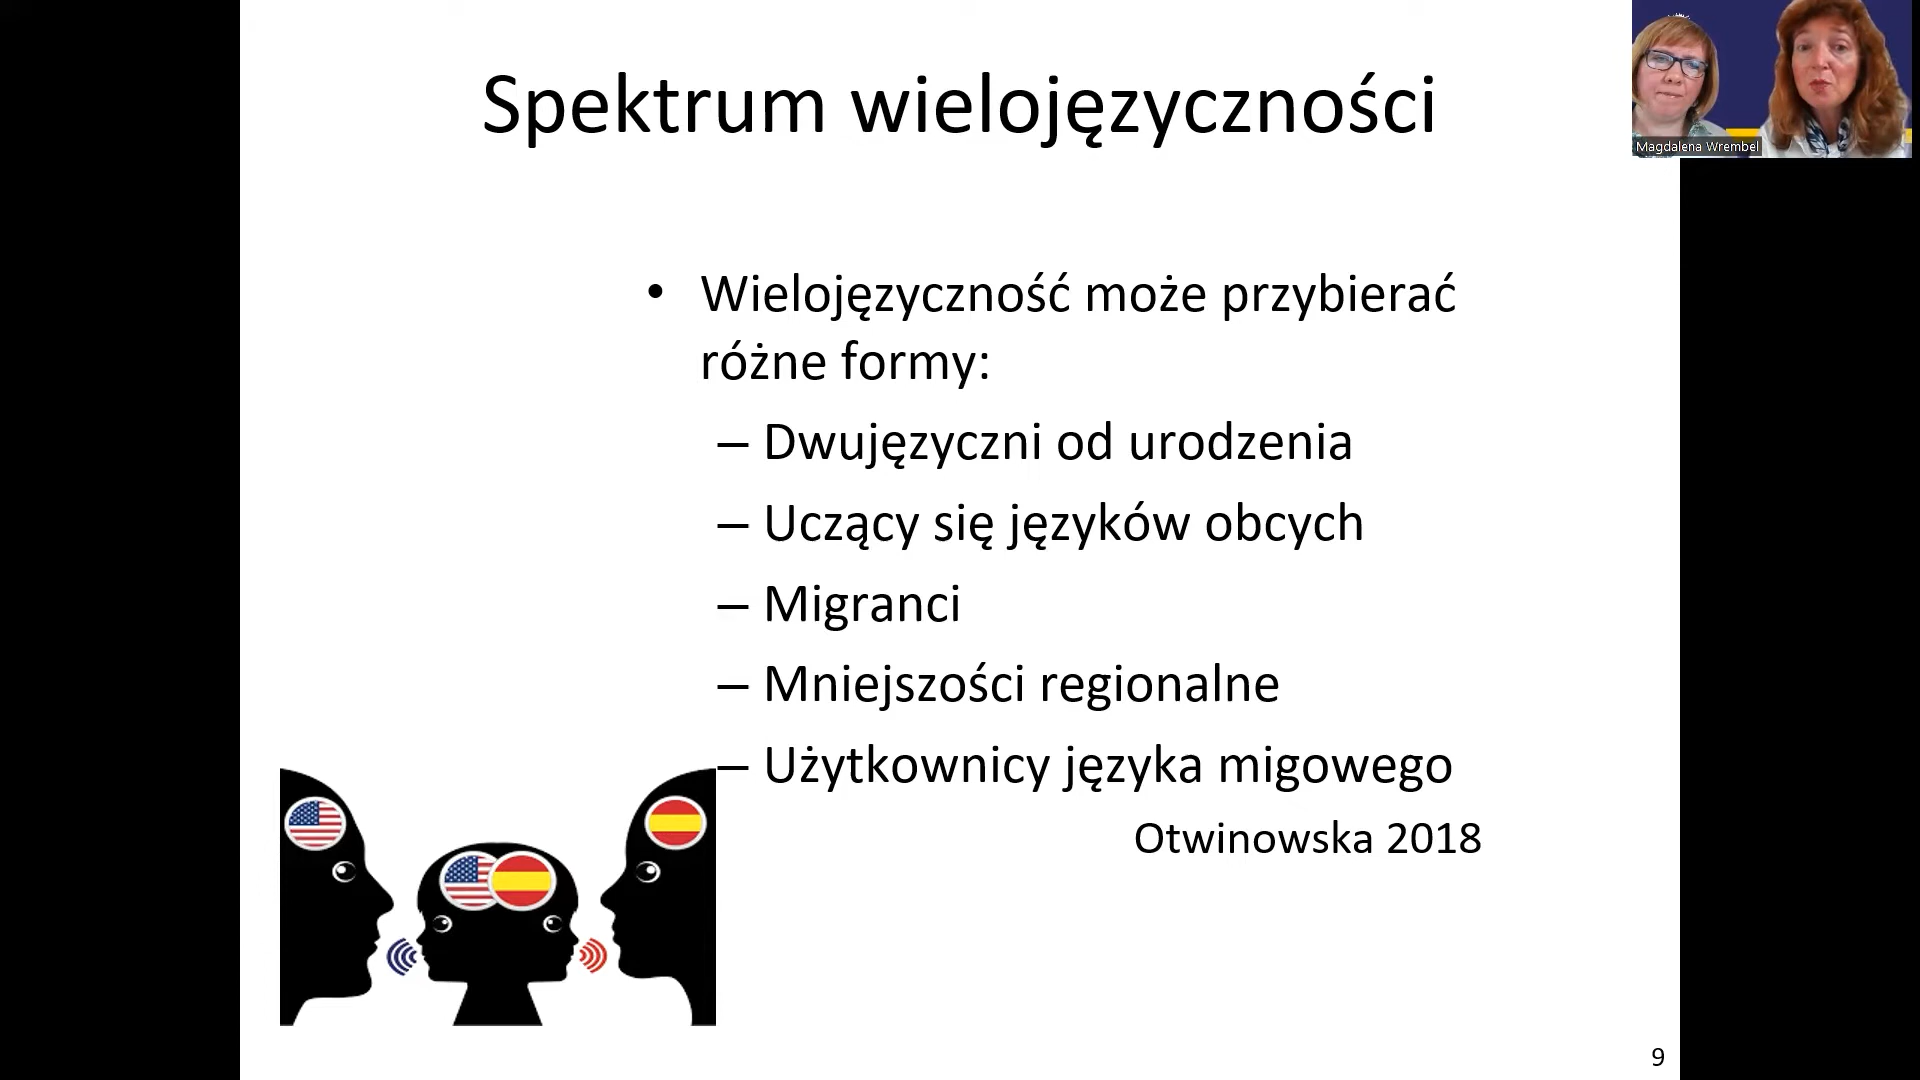 Spektrum wielojęzyczności
Magdalena Wrembel
• Wielojęzyczność może przybierać
różne formy:
– Dwujęzyczni od urodzenia
– Uczący się języków obcych
– Migranci
– Mniejszości regionalne
– Użytkownicy języka migowego
Otwinowska 2018
9